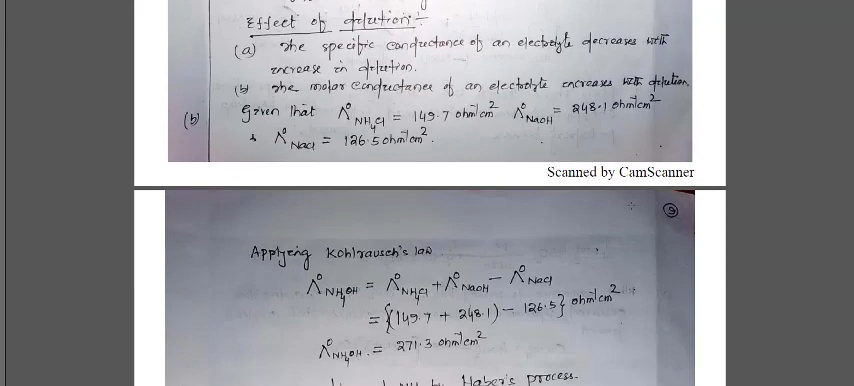 Effect of dilution:-
(a) The specific conductance of an electrolyte decreases with
increase in dilution.
(b) The molar conductance of an electrolyte increases with dilution
(b) Given that Λ°NH4Cl = 149.7 ohm⁻¹cm² Λ°NaOH = 248.1 ohm⁻¹cm²
& Λ°NaCl = 126.5 ohm⁻¹cm².
Scanned by CamScanner
9
Applying Kohlrausch's law
Λ°NH4OH = Λ°NH4Cl + Λ°NaOH - Λ°NaCl
= {(149.7 + 248.1) - 126.5} ohm⁻¹cm²
Λ°NH4OH. = 271.3 ohm⁻¹cm²
by Haber's process.